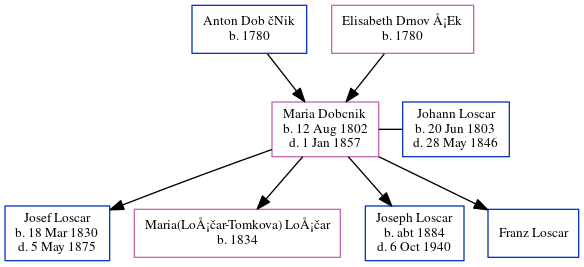 Anton Dob čNik
b. 1780
Elisabeth Drnov Å¡Ek
b. 1780
Maria Dobcnik
b. 12 Aug 1802
d. 1 Jan 1857
Johann Loscar
b. 20 Jun 1803
d. 28 May 1846
Josef Loscar
b. 18 Mar 1830
d. 5 May 1875
Maria(LoÅ¡čar-Tomkova) LoÅ¡čar
b. 1834
Joseph Loscar
b. abt 1884
d. 6 Oct 1940
Franz Loscar